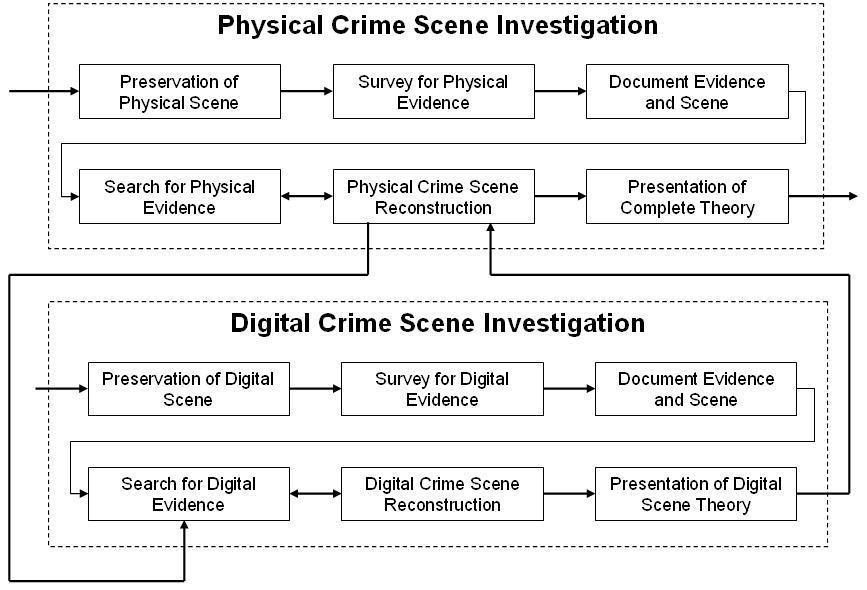 Physical Crime Scene Investigation
Preservation of
Physical Scene
Survey for Physical
Evidence
Document Evidence
and Scene
Search for Physical
Evidence
Physical Crime Scene
Reconstruction
Presentation of
Complete Theory
Digital Crime Scene Investigation
Preservation of Digital
Scene
Survey for Digital
Evidence
Document Evidence
and Scene
Search for Digital
Evidence
Digital Crime Scene
Reconstruction
Presentation of Digital
Scene Theory